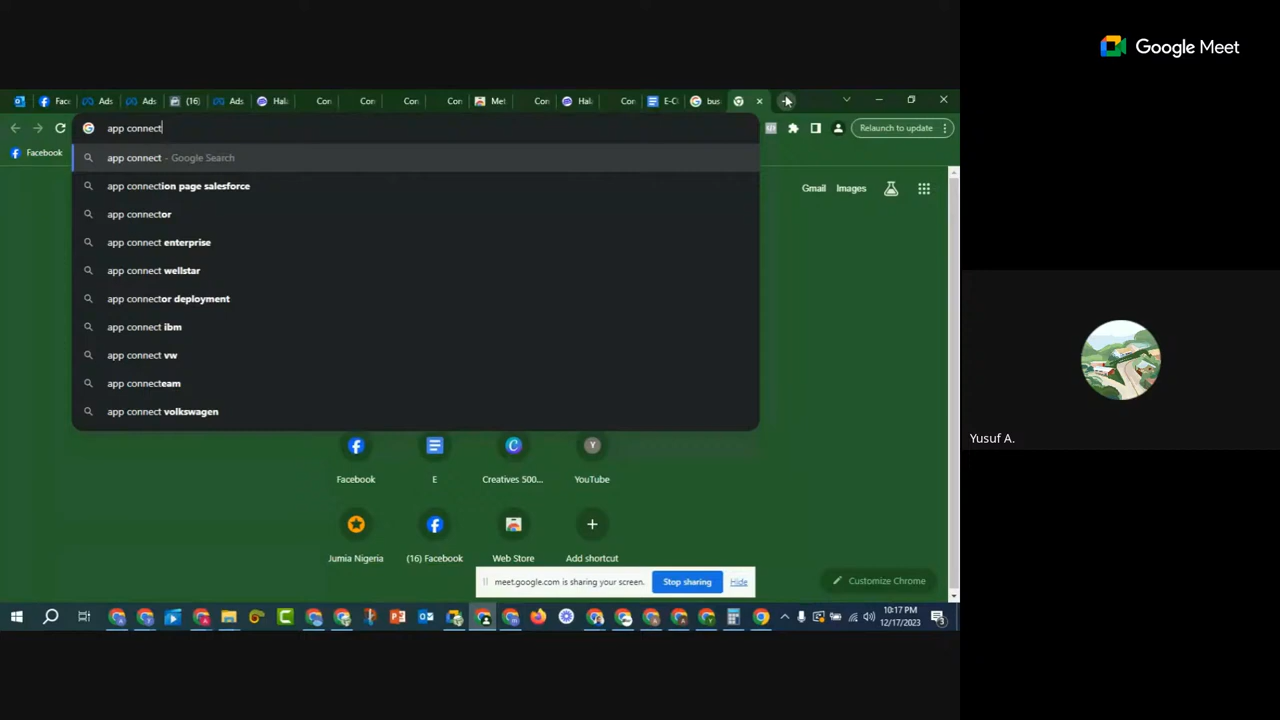 Google Meet
Face
Ads
Ads
(16)
Ads
Hala
Con
Con
Con
Con
Met
Con
Hala
Con
E-C
bus
app connect
Relaunch to update
Facebook
app connect - Google Search
app connection page salesforce
app connector
app connect enterprise
app connect wellstar
app connector deployment
app connect ibm
app connect vw
app connecteam
app connect volkswagen
Gmail
Images
Facebook
E
Creatives 500...
Y
YouTube
Jumia Nigeria
(16) Facebook
Web Store
Add shortcut
meet.google.com is sharing your screen.
Stop sharing
Hide
Customize Chrome
10:17 PM
12/17/2023
3
Yusuf A.